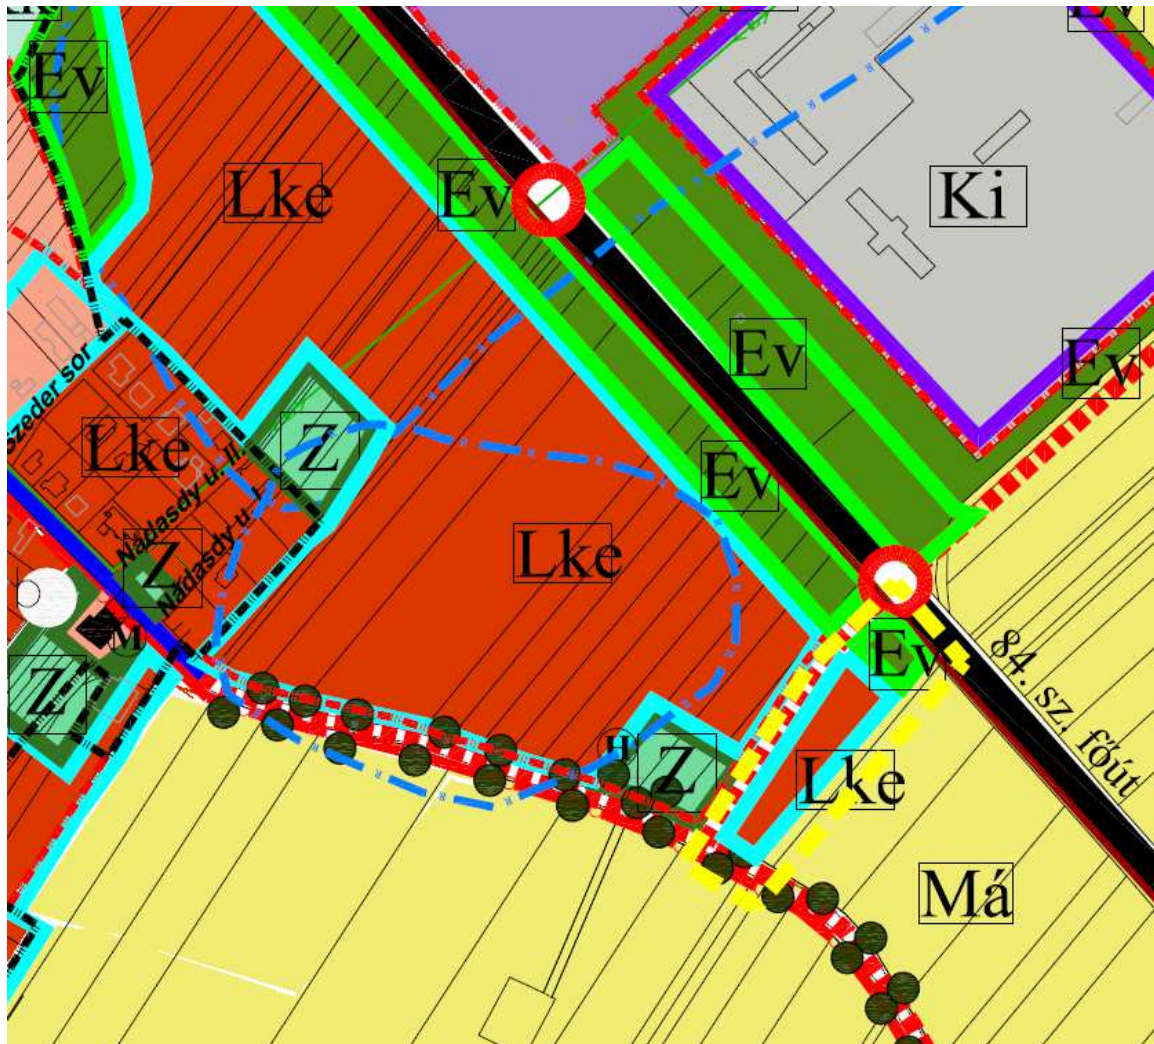 Ev
Ev
Lke
Ev
Ki
Ev
Ev
Szeder sor
Lke
Z
Ev
Nádasdy u. II.
Nádasdy u. I.
Lke
Z
M
Z
Ev
84. sz. főút
H
Z
Lke
Má